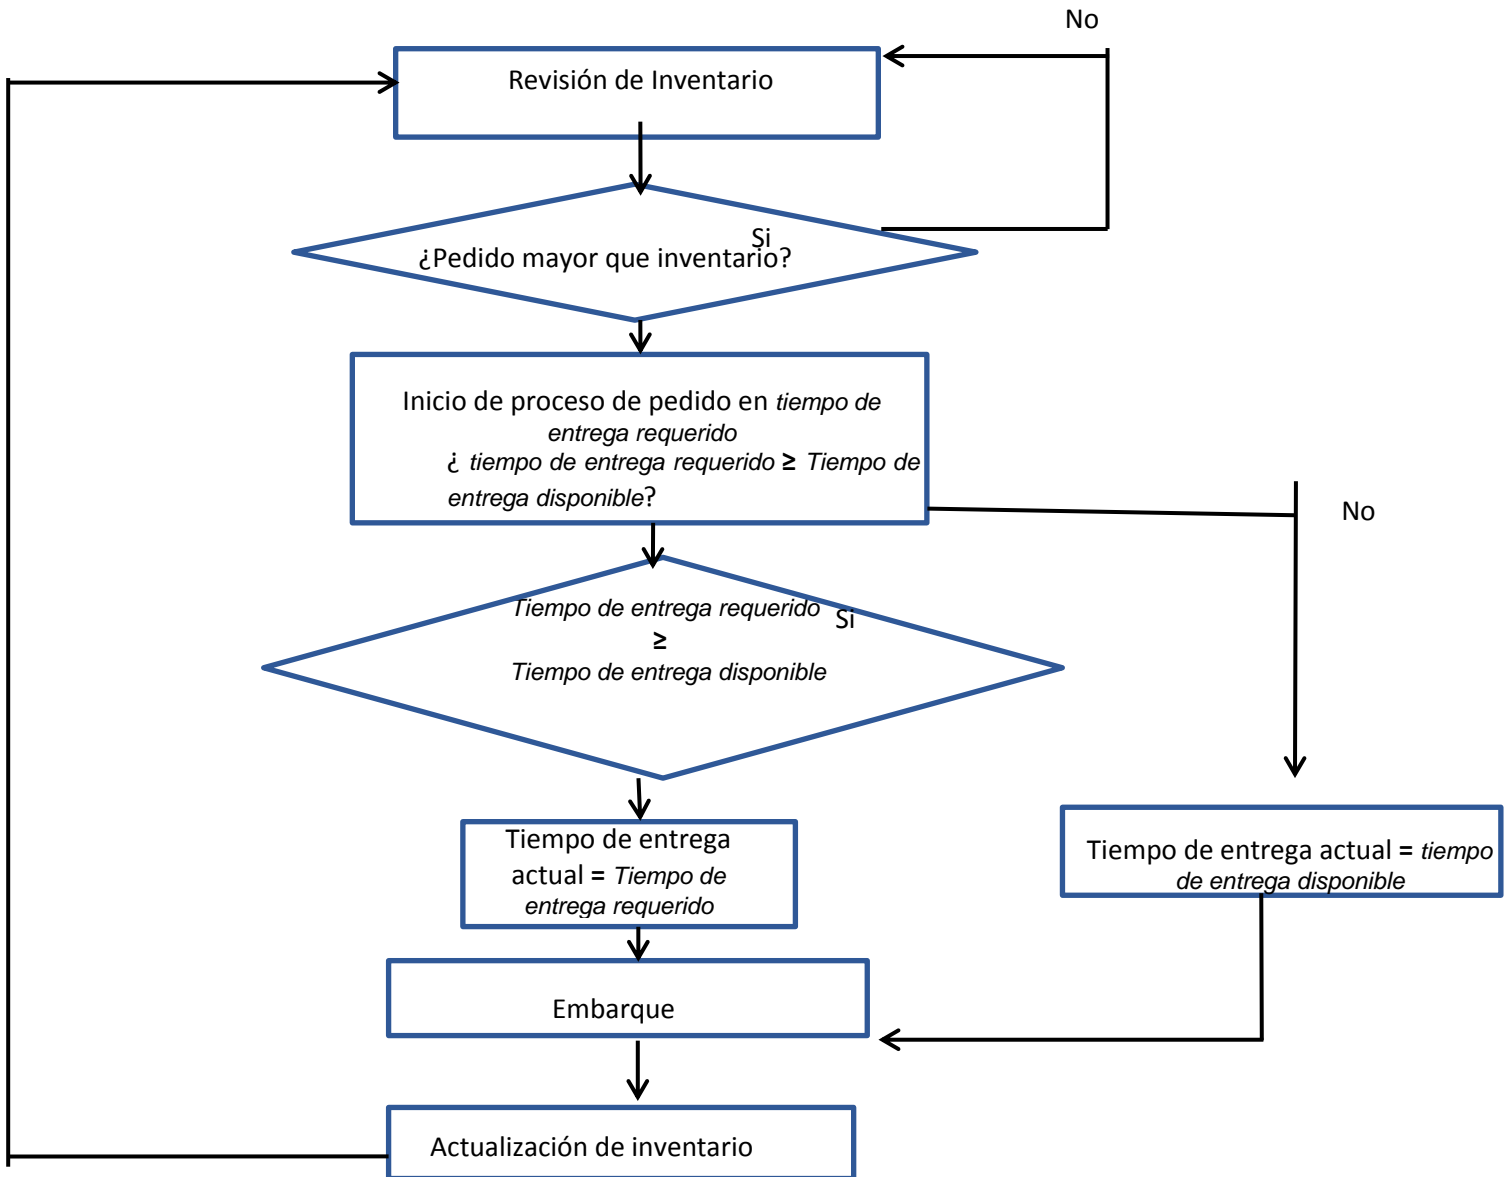 No
Revisión de Inventario
Si
¿Pedido mayor que inventario?
Inicio de proceso de pedido en tiempo de
entrega requerido
¿ tiempo de entrega requerido ≥ Tiempo de
entrega disponible?
No
Tiempo de entrega requerido
Si
≥
Tiempo de entrega disponible
Tiempo de entrega
actual = Tiempo de
entrega requerido
Tiempo de entrega actual = tiempo
de entrega disponible
Embarque
Actualización de inventario